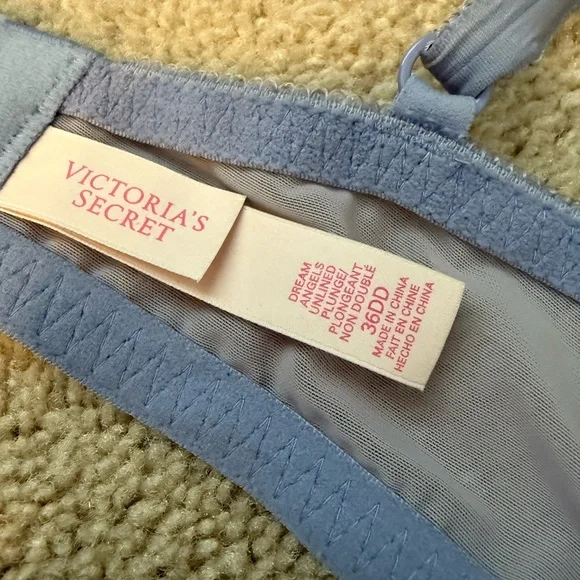 VICTORIA'S
SECRET
DREAM
ANGELS
UNLINED
PLUNGE/
PLONGEANT
NON DOUBLÉ
36DD
MADE IN CHINA
FAIT EN CHINE
HECHO EN CHINA